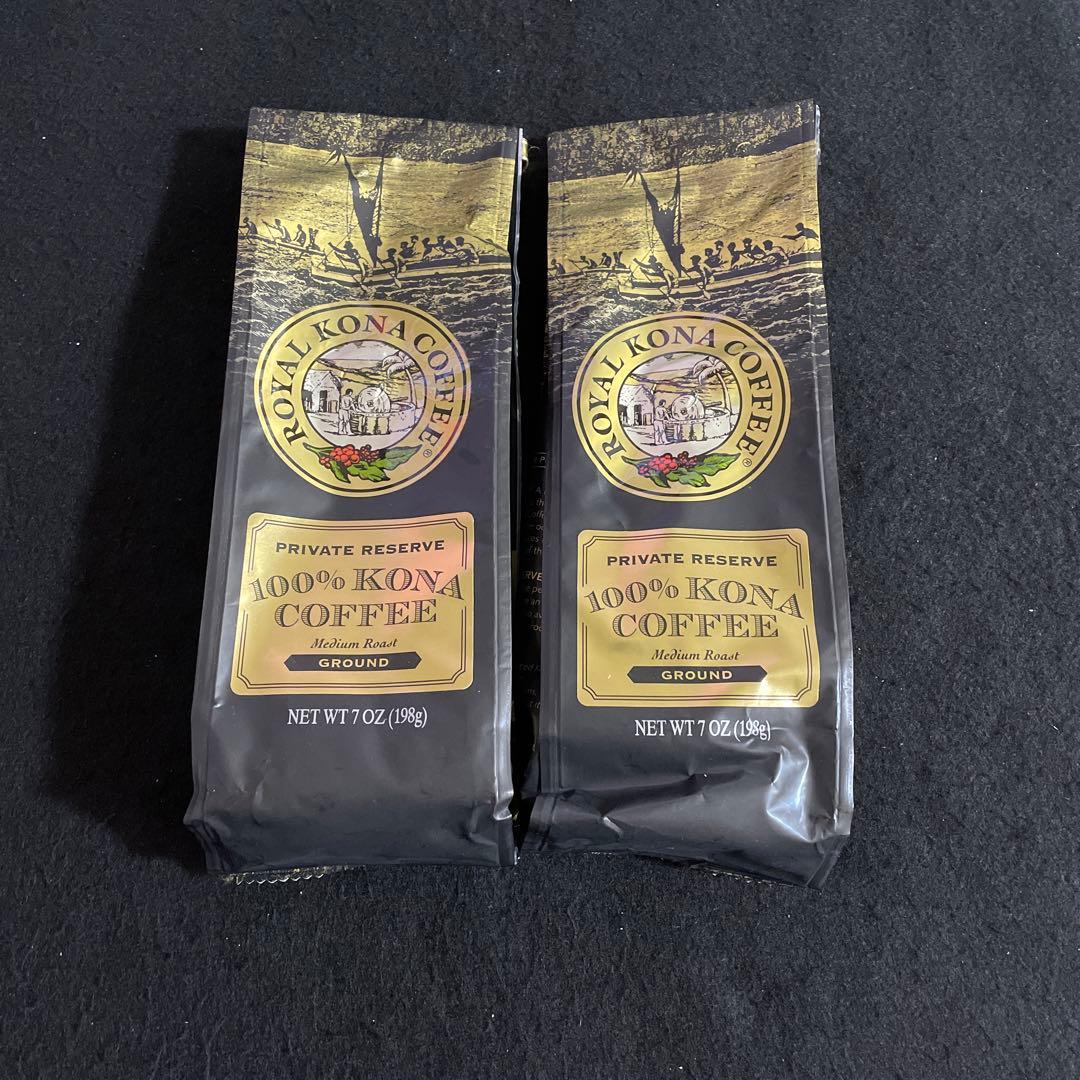 ROYAL KONA COFFEE ®
PRIVATE RESERVE
100% KONA
COFFEE
Medium Roast
GROUND
NET WT 7 OZ (198g)
ROYAL KONA COFFEE ®
PRIVATE RESERVE
100% KONA
COFFEE
Medium Roast
GROUND
NET WT 7 OZ (198g)